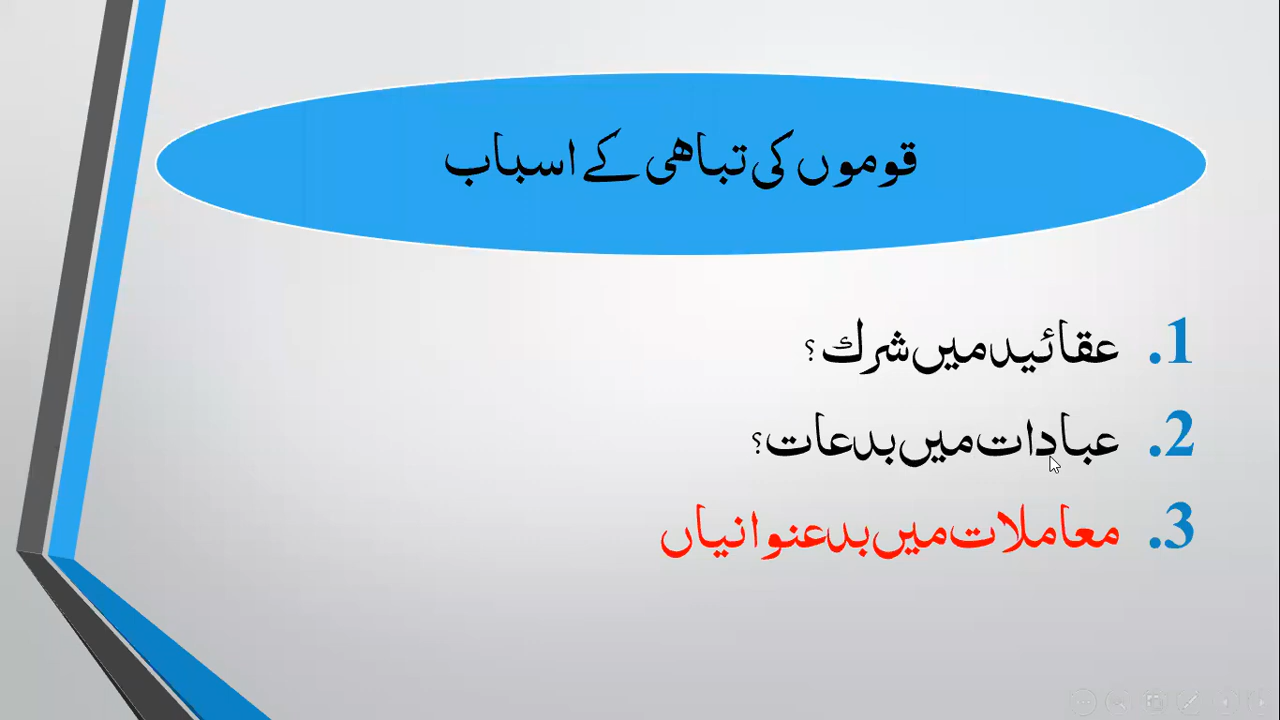 قوموں کی تباھی کے اسباب
1. عقائید میں شرك؟
2. عبادات میں بدعات؟
3. معاملات میں بدعنوانیاں